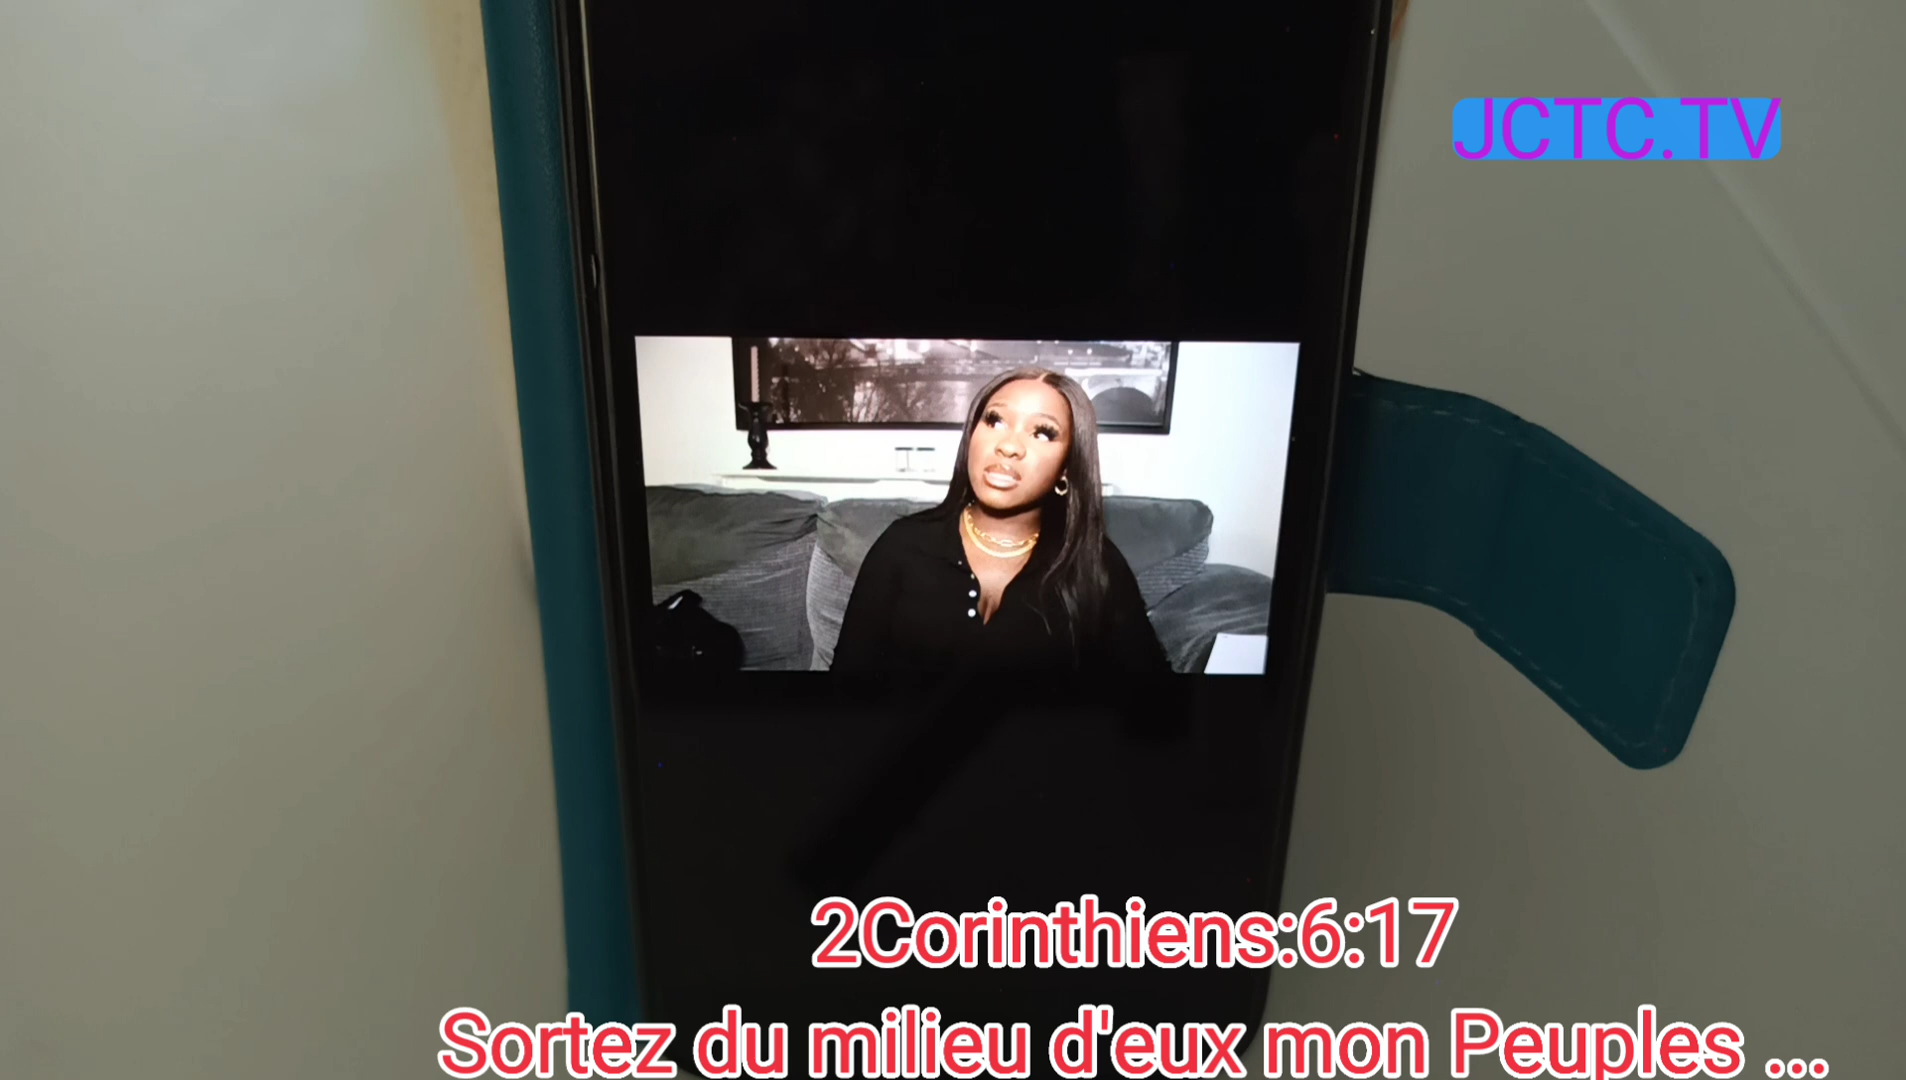 JCTC.TV
2Corinthiens:6:17
Sortez du milieu d'eux mon Peuples ...